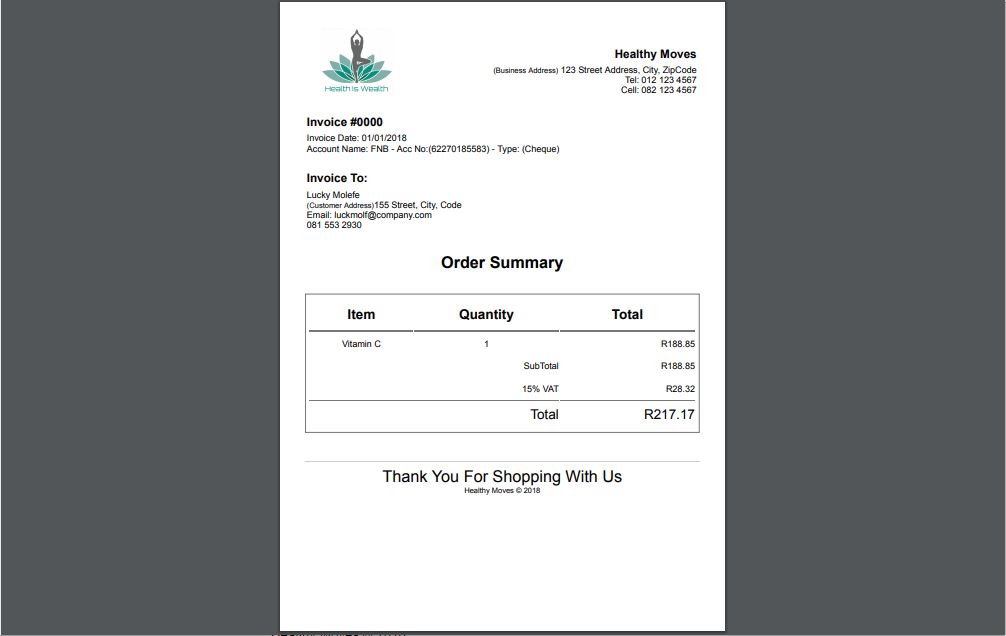 Health is Wealth
Healthy Moves
(Business Address) 123 Street Address, City, ZipCode
Tel: 012 123 4567
Cell: 082 123 4567
Invoice #0000
Invoice Date: 01/01/2018
Account Name: FNB - Acc No:(62270185583) - Type: (Cheque)
Invoice To:
Lucky Molefe
(Customer Address)155 Street, City, Code
Email: luckmolf@company.com
081 553 2930
Order Summary
Item Quantity Total
Vitamin C 1 R188.85
SubTotal R188.85
15% VAT R28.32
Total R217.17
Thank You For Shopping With Us
Healthy Moves © 2018